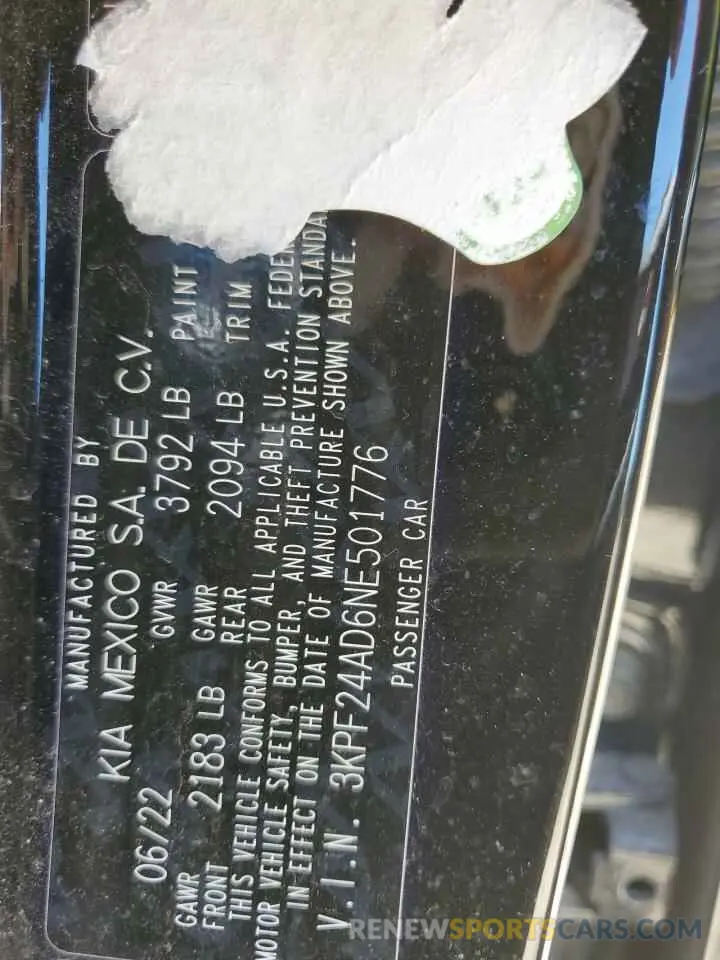 MANUFACTURED BY
KIA MEXICO S.A. DE C.V.
06/22 GVWR 3792 LB PAINT
GAWR FRONT 2183 LB GAWR REAR 2094 LB TRIM
THIS VEHICLE CONFORMS TO ALL APPLICABLE U.S.A. FEDE
MOTOR VEHICLE SAFETY, BUMPER, AND THEFT PREVENTION STANDA
IN EFFECT ON THE DATE OF MANUFACTURE SHOWN ABOVE.
V.I.N. 3KPF24AD6NE501776
PASSENGER CAR
RENEWSPORTSCARS.COM